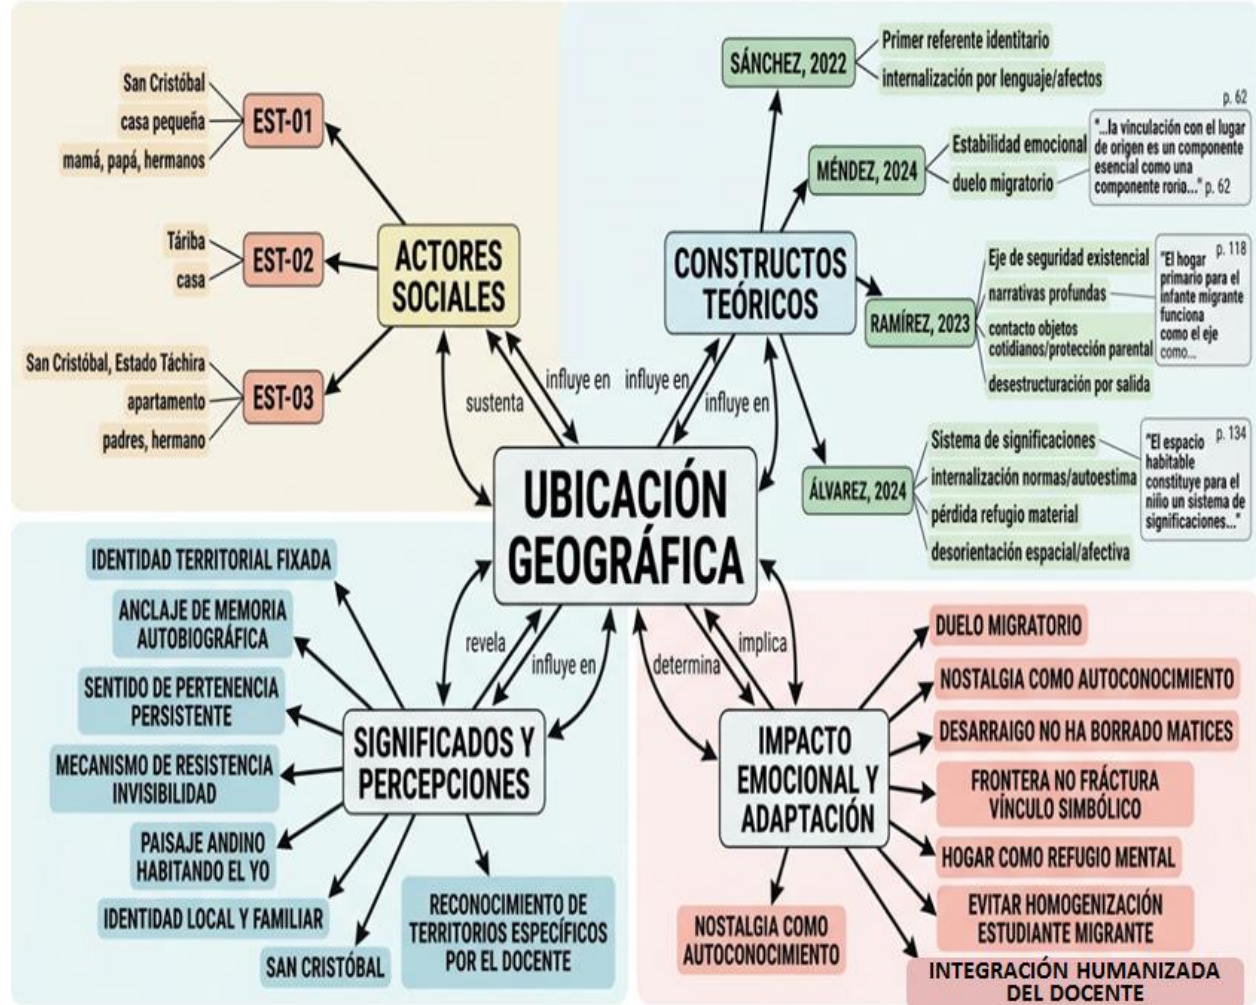 San Cristóbal
casa pequeña
mamá, papá, hermanos
EST-01
Táriba
casa
EST-02
San Cristóbal, Estado Táchira
apartamento
padres, hermano
EST-03
ACTORES
SOCIALES
SÁNCHEZ, 2022
Primer referente identitario
internalización por lenguaje/afectos
MÉNDEZ, 2024
Estabilidad emocional
duelo migratorio
p. 62
"...la vinculación con el lugar
de origen es un componente
esencial como una
componente rorio..." p. 62
CONSTRUCTOS
TEÓRICOS
RAMÍREZ, 2023
Eje de seguridad existencial
narrativas profundas
contacto objetos
cotidianos/protección parental
desestructuración por salida
p. 118
"El hogar
primario para el
infante migrante
funciona
como el eje
como...
ÁLVAREZ, 2024
Sistema de significaciones
internalización normas/autoestima
pérdida refugio material
desorientación espacial/afectiva
p. 134
"El espacio
habitable
constituye para el
niño un sistema de
significaciones..."
sustenta
influye en
influye en
influye en
UBICACIÓN
GEOGRÁFICA
revela
influye en
determina
implica
SIGNIFICADOS Y
PERCEPCIONES
IDENTIDAD TERRITORIAL FIXADA
ANCLAJE DE MEMORIA
AUTOBIOGRÁFICA
SENTIDO DE PERTENENCIA
PERSISTENTE
MECANISMO DE RESISTENCIA
INVISIBILIDAD
PAISAJE ANDINO
HABITANDO EL YO
IDENTIDAD LOCAL Y FAMILIAR
SAN CRISTÓBAL
RECONOCIMIENTO DE
TERRITORIOS ESPECÍFICOS
POR EL DOCENTE
IMPACTO
EMOCIONAL Y
ADAPTACIÓN
DUELO MIGRATORIO
NOSTALGIA COMO AUTOCONOCIMIENTO
DESARRAIGO NO HA BORRADO MATICES
FRONTERA NO FRÁCTURA
VÍNCULO SIMBÓLICO
HOGAR COMO REFUGIO MENTAL
EVITAR HOMOGENIZACIÓN
ESTUDIANTE MIGRANTE
INTEGRACIÓN HUMANIZADA
DEL DOCENTE
NOSTALGIA COMO
AUTOCONOCIMIENTO